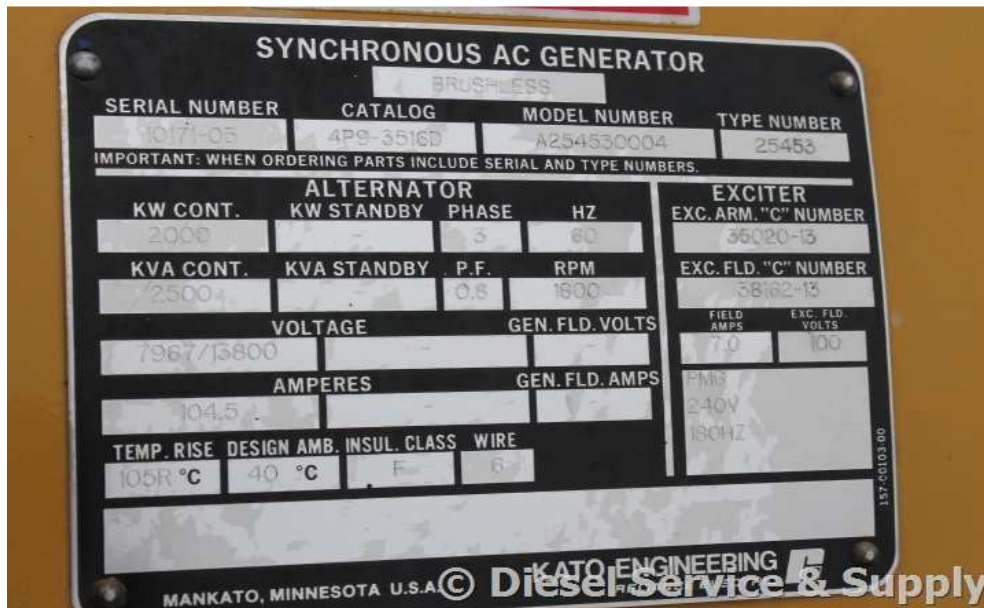 SYNCHRONOUS AC GENERATOR
BRUSHLESS
SERIAL NUMBER CATALOG MODEL NUMBER TYPE NUMBER
10171-05 4P9-3516D A254530004 25453
IMPORTANT: WHEN ORDERING PARTS INCLUDE SERIAL AND TYPE NUMBERS.
ALTERNATOR
KW CONT. KW STANDBY PHASE HZ
2000 - 3 60
KVA CONT. KVA STANDBY P.F. RPM
2500 - 0.8 1800
VOLTAGE GEN. FLD. VOLTS
7967/13800 - -
AMPERES GEN. FLD. AMPS
104.5 - -
TEMP. RISE DESIGN AMB. INSUL. CLASS WIRE
105R °C 40 °C F 6
EXCITER
EXC. ARM. "C" NUMBER
35020-13
EXC. FLD. "C" NUMBER
38162-13
FIELD AMPS EXC. FLD. VOLTS
7.0 100
PMG
240V
180HZ
157-00103-00
KATO ENGINEERING
MANKATO, MINNESOTA U.S.A.
© Diesel Service & Supply